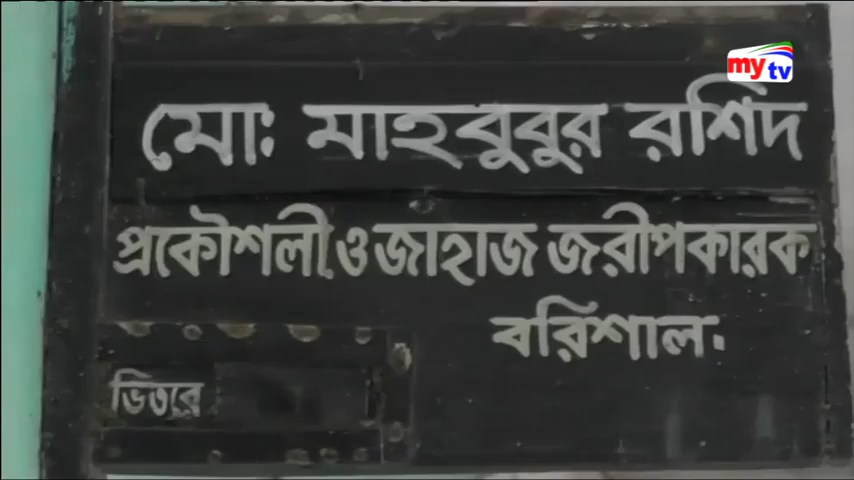 my tv
মোঃ মাহবুবুর রশিদ
প্রকৌশলী ও জাহাজ জরীপকারক
বরিশাল.
ভিতরে